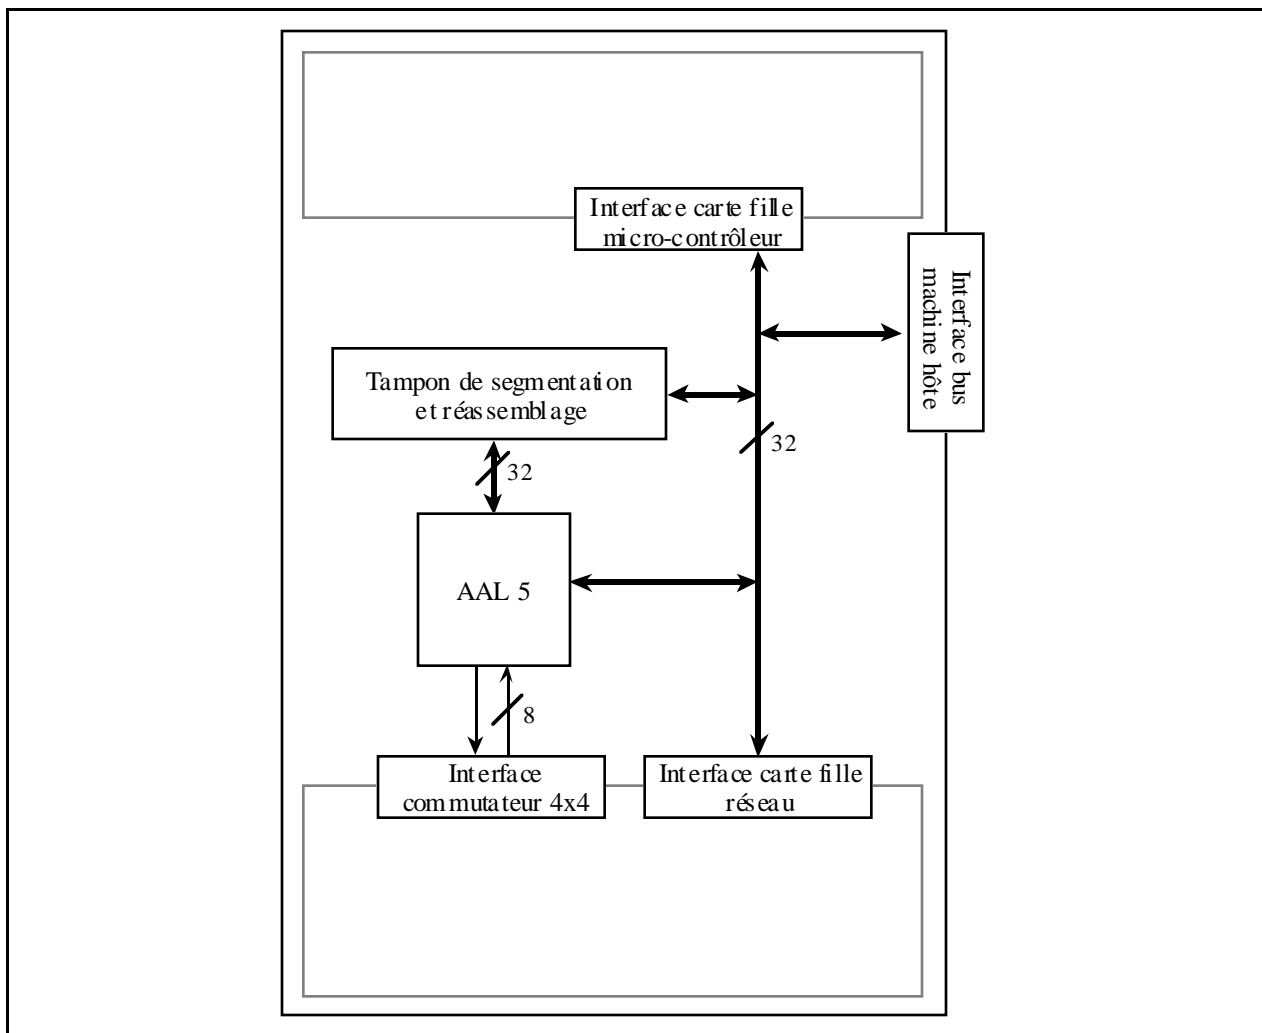 Interface carte fille
micro-contrôleur
Interface bus
machine hôte
Tampon de segmentation
et réassemblage
32
32
AAL 5
8
Interface
commutateur 4x4
Interface carte fille
réseau